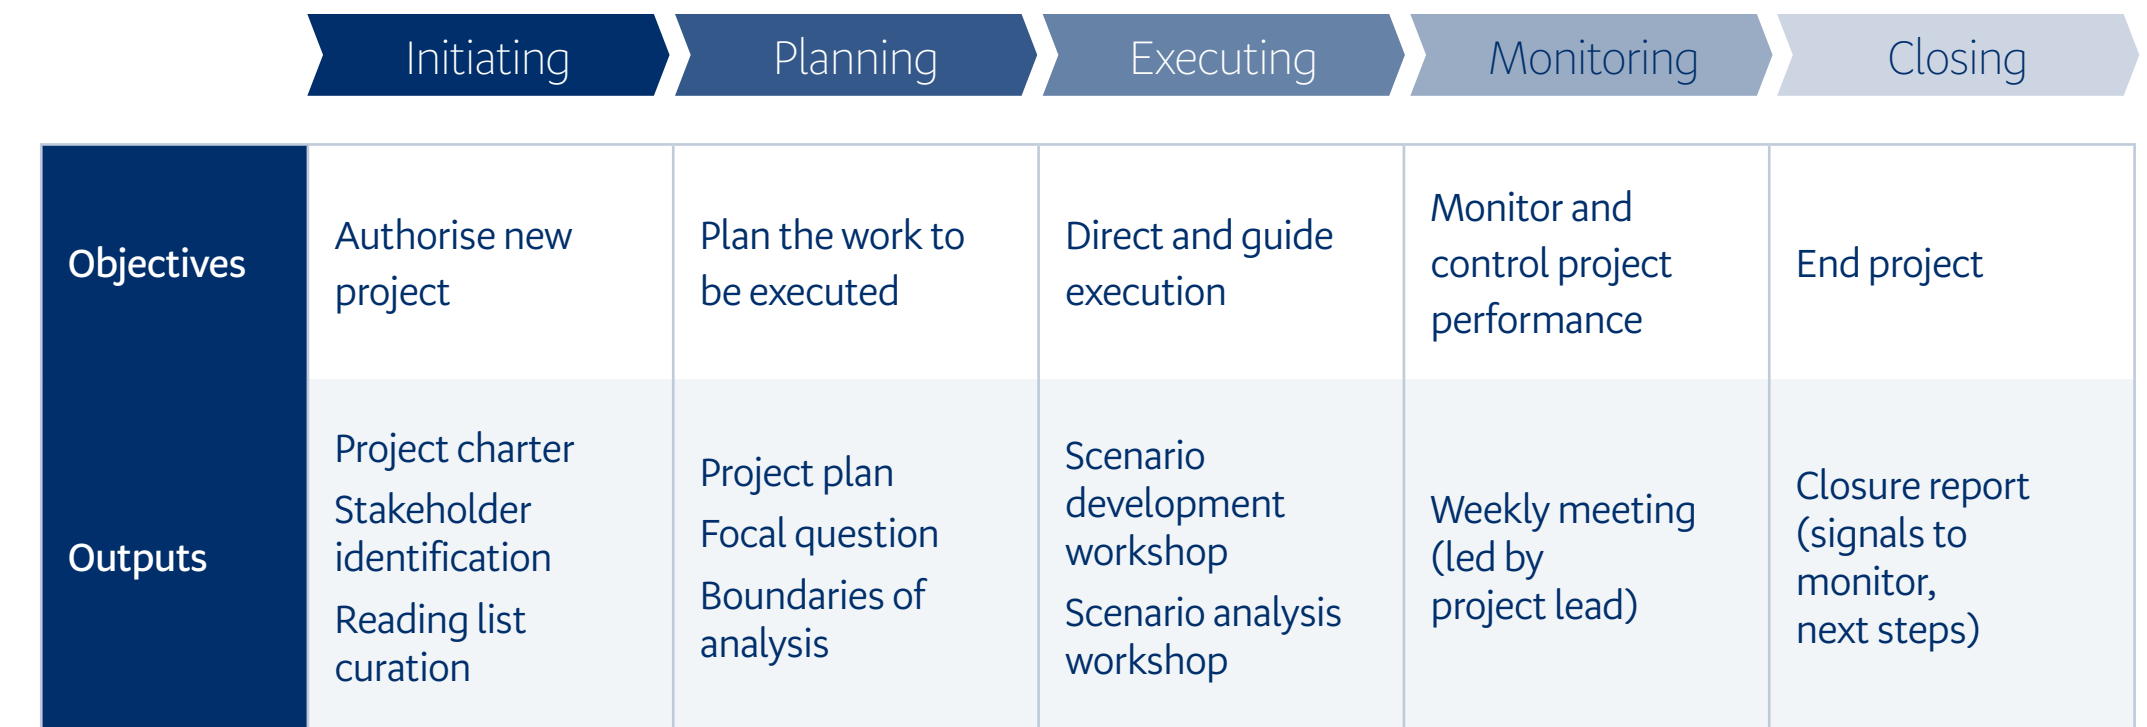 Initiating
Planning
Executing
Monitoring
Closing
Objectives
Authorise new
project
Plan the work to
be executed
Direct and guide
execution
Monitor and
control project
performance
End project
Outputs
Project charter
Stakeholder
identification
Reading list
curation
Project plan
Focal question
Boundaries of
analysis
Scenario
development
workshop
Scenario analysis
workshop
Weekly meeting
(led by
project lead)
Closure report
(signals to
monitor,
next steps)